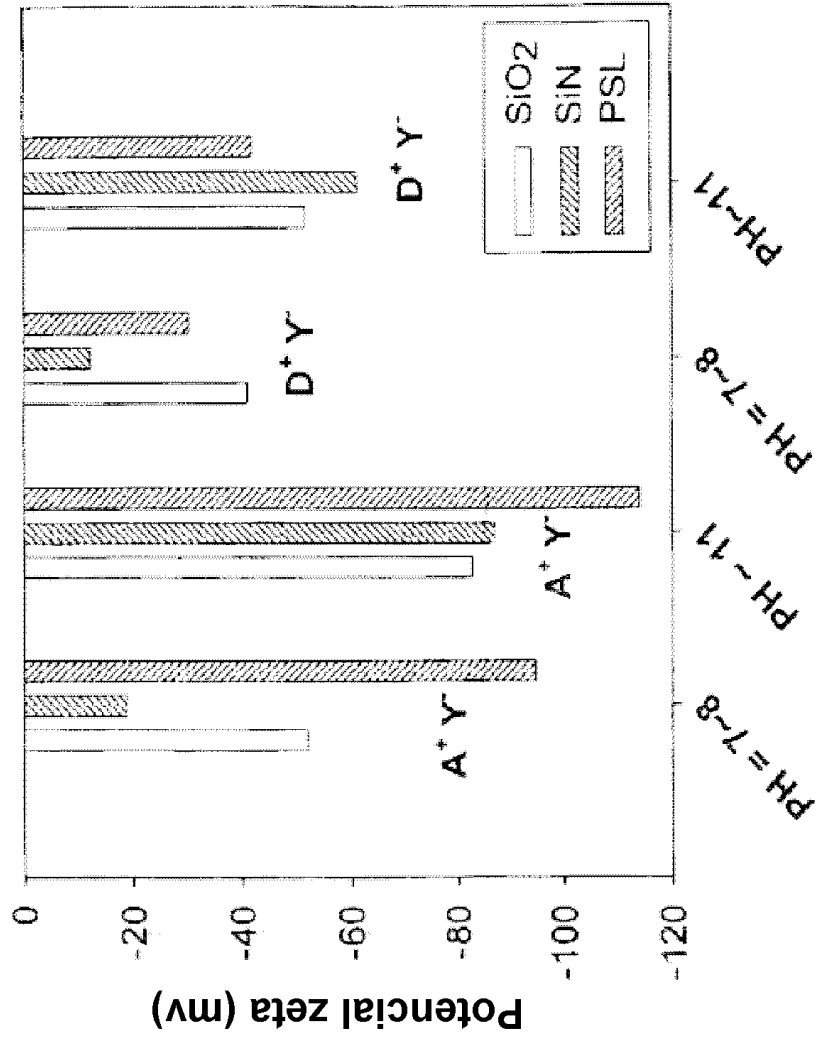 Potencial zeta (mv)
0
-20
-40
-60
-80
-100
-120
A⁺ Y⁻
A⁺ Y⁻
D⁺ Y⁻
D⁺ Y⁻
SiO₂
SiN
PSL
PH = 7~8
PH ~ 11
PH = 7~8
PH~11